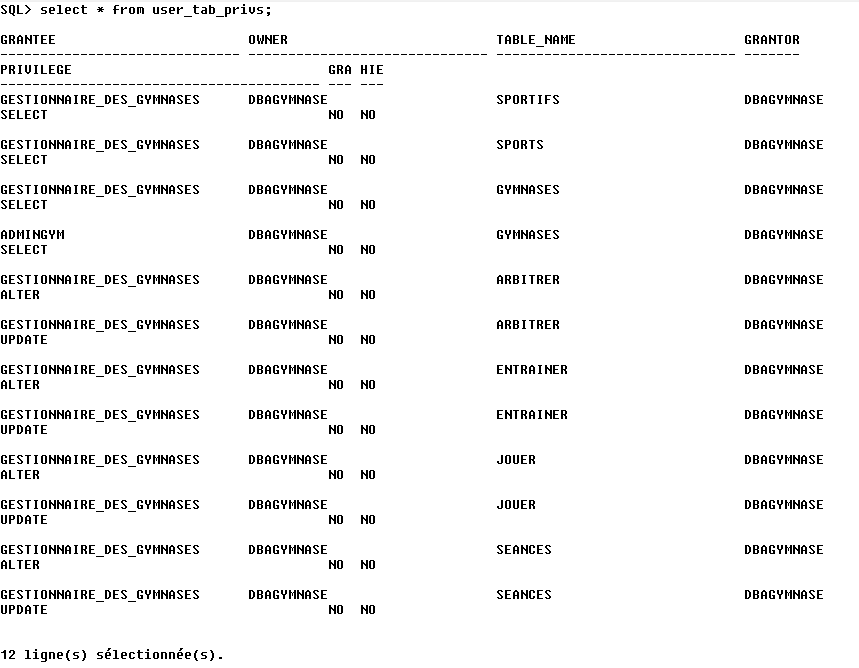 SQL> select * from user_tab_privs;
GRANTEE OWNER TABLE_NAME GRANTOR
------------------------------ ------------------------------ ------------------------------ -------
PRIVILEGE GRA HIE
---------------------------------------- --- ---
GESTIONNAIRE_DES_GYMNASES DBAGYMNASE SPORTIFS DBAGYMNASE
SELECT NO NO
GESTIONNAIRE_DES_GYMNASES DBAGYMNASE SPORTS DBAGYMNASE
SELECT NO NO
GESTIONNAIRE_DES_GYMNASES DBAGYMNASE GYMNASES DBAGYMNASE
SELECT NO NO
ADMINGYM DBAGYMNASE GYMNASES DBAGYMNASE
SELECT NO NO
GESTIONNAIRE_DES_GYMNASES DBAGYMNASE ARBITRER DBAGYMNASE
ALTER NO NO
GESTIONNAIRE_DES_GYMNASES DBAGYMNASE ARBITRER DBAGYMNASE
UPDATE NO NO
GESTIONNAIRE_DES_GYMNASES DBAGYMNASE ENTRAINER DBAGYMNASE
ALTER NO NO
GESTIONNAIRE_DES_GYMNASES DBAGYMNASE ENTRAINER DBAGYMNASE
UPDATE NO NO
GESTIONNAIRE_DES_GYMNASES DBAGYMNASE JOUER DBAGYMNASE
ALTER NO NO
GESTIONNAIRE_DES_GYMNASES DBAGYMNASE JOUER DBAGYMNASE
UPDATE NO NO
GESTIONNAIRE_DES_GYMNASES DBAGYMNASE SEANCES DBAGYMNASE
ALTER NO NO
GESTIONNAIRE_DES_GYMNASES DBAGYMNASE SEANCES DBAGYMNASE
UPDATE NO NO
12 ligne(s) sélectionnée(s).